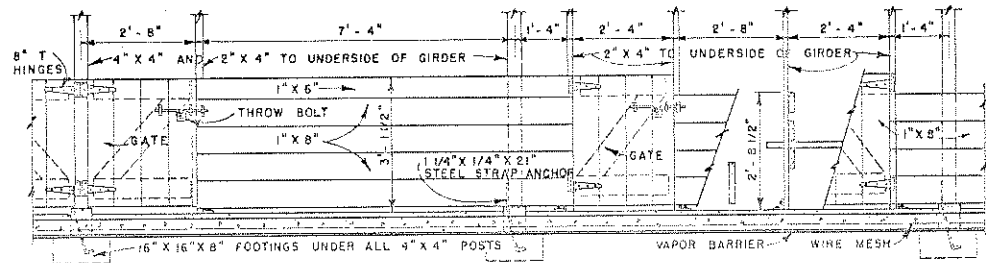 2'-8"
7'-4"
1'-4"
2'-4"
2'-8"
2'-4"
1'-4"
8" T
HINGES
4" X 4" AND 2" X 4" TO UNDERSIDE OF GIRDER
2" X 4" TO UNDERSIDE OF GIRDER
1" X 6"
THROW BOLT
GATE
1" X 8"
3'-1 1/2"
1 1/4" X 1/4" X 21"
STEEL STRAP ANCHOR
GATE
2'-8 1/2"
1" X 8"
16" X 16" X 8" FOOTINGS UNDER ALL 4" X 4" POSTS
VAPOR BARRIER
WIRE MESH